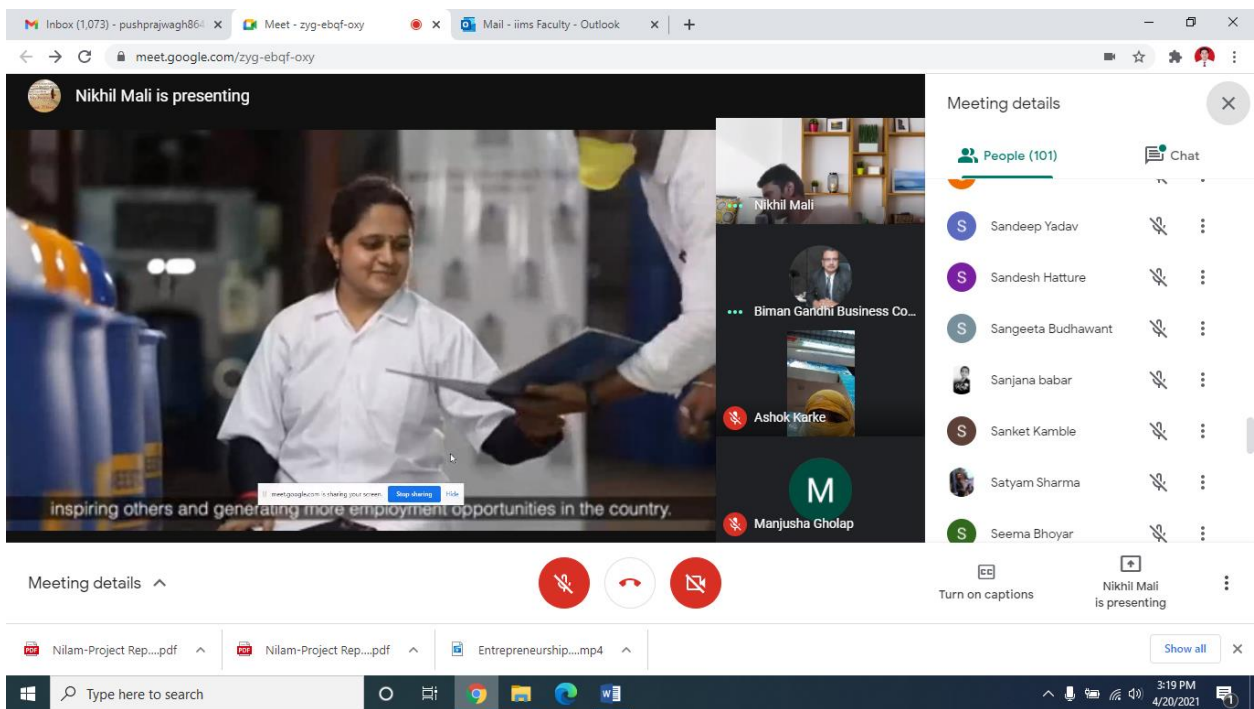 Inbox (1,073) - pushprajwagh864
Meet - zyg-ebqf-oxy
Mail - iims Faculty - Outlook
meet.google.com/zyg-ebqf-oxy
Nikhil Mali is presenting
Nikhil Mali
Biman Gandhi Business Co...
Ashok Karke
M
Manjusha Gholap
meet.google.com is sharing your screen. Stop sharing Hide
inspiring others and generating more employment opportunities in the country.
Meeting details
People (101)
Chat
S Sandeep Yadav
S Sandesh Hatture
S Sangeeta Budhawant
Sanjana babar
S Sanket Kamble
Satyam Sharma
S Seema Bhoyar
Meeting details
CC
Turn on captions
Nikhil Mali
is presenting
PDF Nilam-Project Rep....pdf
PDF Nilam-Project Rep....pdf
Entrepreneurship....mp4
Show all
Type here to search
3:19 PM
4/20/2021
1